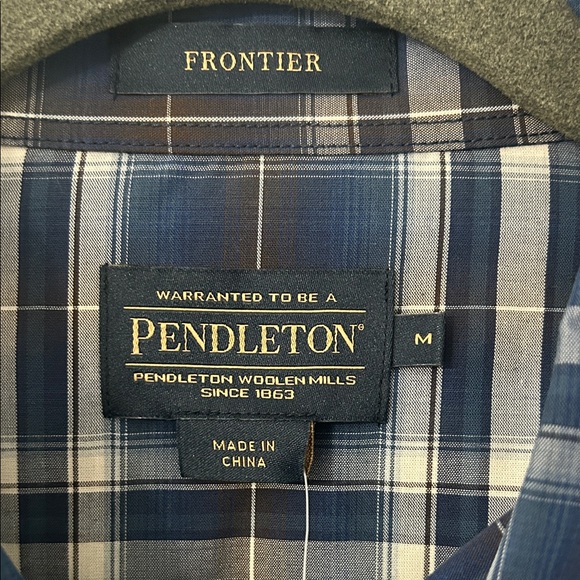 FRONTIER
WARRANTED TO BE A
PENDLETON®
M
PENDLETON WOOLEN MILLS
SINCE 1863
MADE IN
CHINA